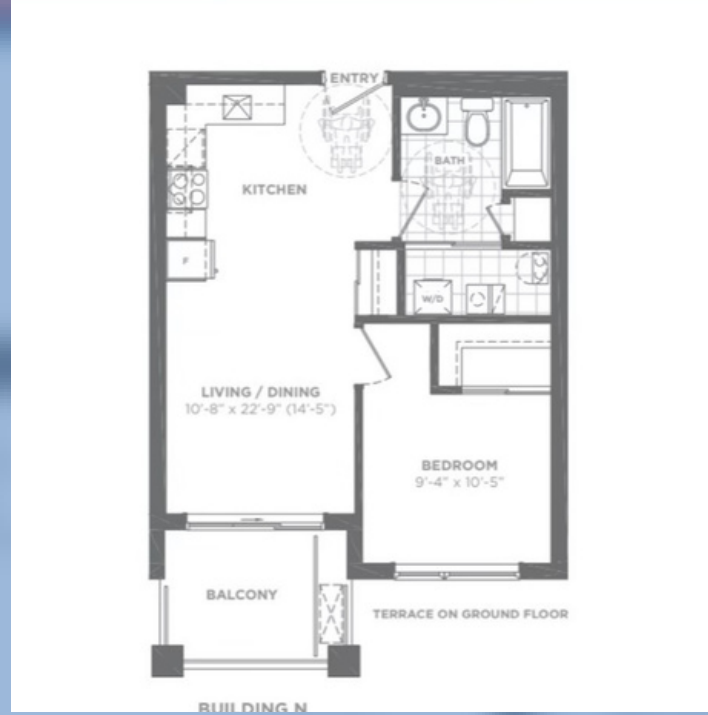 ENTRY
BATH
KITCHEN
F
W/D
LIVING / DINING
10'-8" x 22'-9" (14'-5")
BEDROOM
9'-4" x 10'-5"
BALCONY
TERRACE ON GROUND FLOOR
BUILDING N